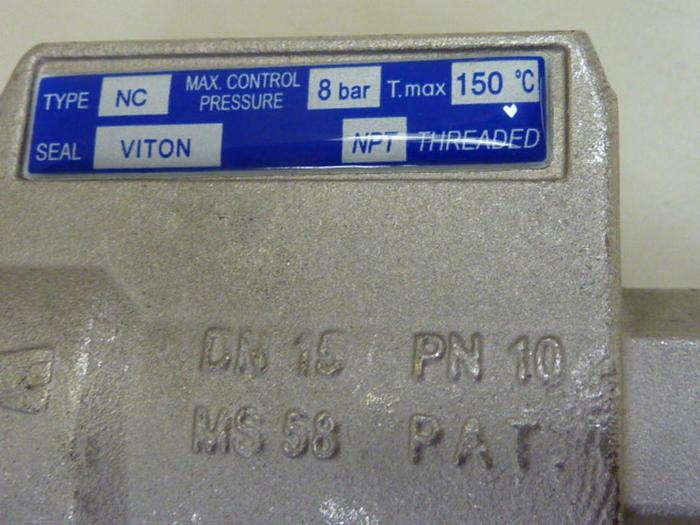 TYPE NC MAX. CONTROL PRESSURE 8 bar T.max 150 °C
SEAL VITON NPT THREADED
DN 15 PN 10
MS 58 PAT.